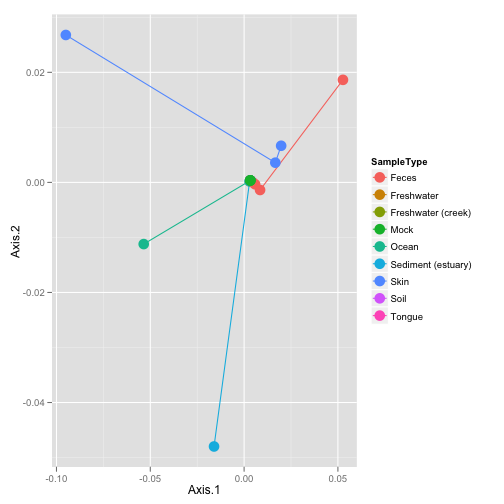 0.02
0.00
-0.02
-0.04
-0.10
-0.05
0.00
0.05
Axis.1
Axis.2
SampleType
Feces
Freshwater
Freshwater (creek)
Mock
Ocean
Sediment (estuary)
Skin
Soil
Tongue